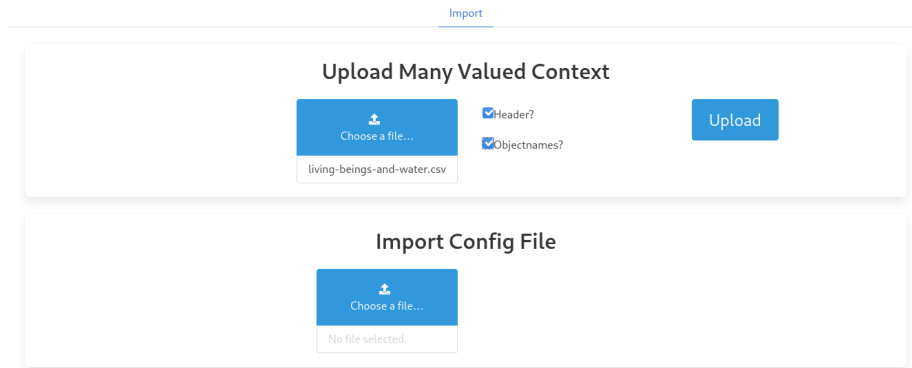 Import
Upload Many Valued Context
Choose a file...
living-beings-and-water.csv
Header?
Objectnames?
Upload
Import Config File
Choose a file...
No file selected.